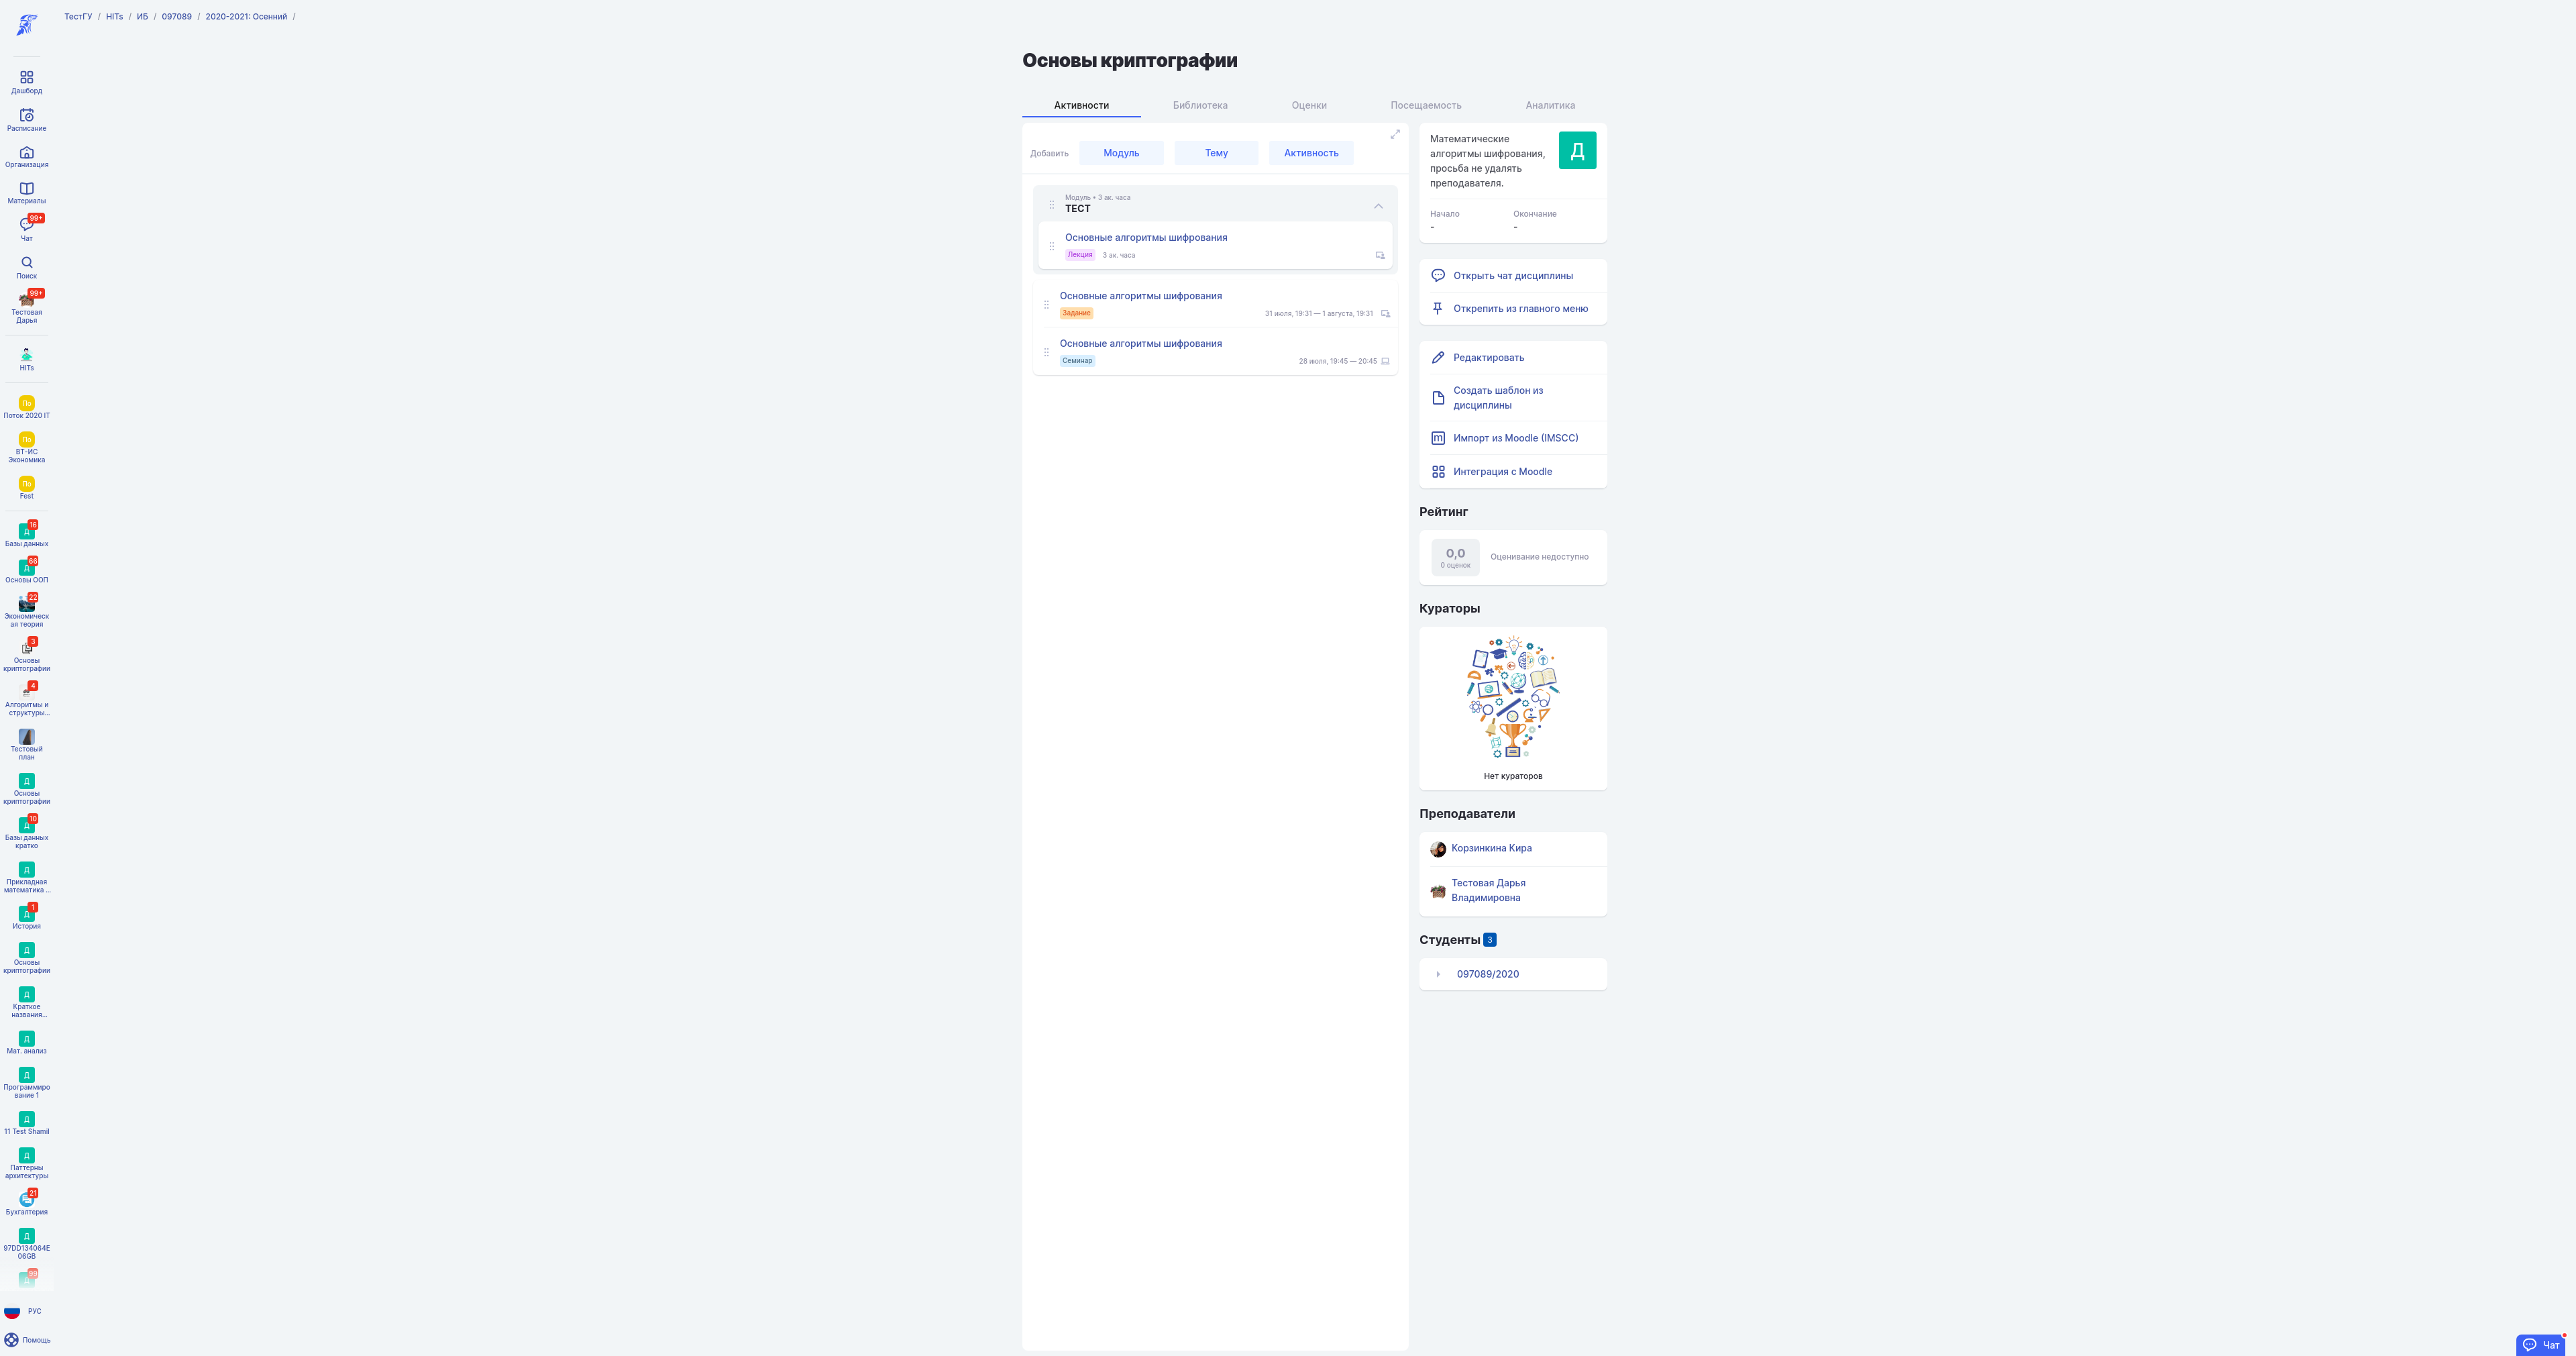 ТестГУ / HITs / ИБ / 097089 / 2020-2021: Осенний /
Дашборд
Расписание
Организация
Материалы
99+
Чат
Поиск
99+
Тестовая
Дарья
HITs
По
Поток 2020 IT
По
ВТ-ИС
Экономика
По
Fest
16
Д
Базы данных
66
Д
Основы ООП
22
Экономическ
ая теория
3
Основы
криптографии
4
Алгоритмы и
структуры...
Тестовый
план
Д
Основы
криптографии
10
Д
Базы данных
кратко
Д
Прикладная
математика ...
1
Д
История
Д
Основы
криптографии
Д
Краткое
названия...
Д
Мат. анализ
Д
Программиро
вание 1
Д
11 Test Shamil
Д
Паттерны
архитектуры
21
Бухгалтерия
Д
97DD134064E
06GB
99
Д
РУС
Помощь
Основы криптографии
Активности Библиотека Оценки Посещаемость Аналитика
Добавить Модуль Тему Активность
Модуль • 3 ак. часа
ТЕСТ
Основные алгоритмы шифрования
Лекция 3 ак. часа
Основные алгоритмы шифрования
Задание 31 июля, 19:31 — 1 августа, 19:31
Основные алгоритмы шифрования
Семинар 28 июля, 19:45 — 20:45
Математические
алгоритмы шифрования,
просьба не удалять
преподавателя.
Д
Начало Окончание
- -
Открыть чат дисциплины
Открепить из главного меню
Редактировать
Создать шаблон из
дисциплины
Импорт из Moodle (IMSCC)
Интеграция с Moodle
Рейтинг
0,0
0 оценок
Оценивание недоступно
Кураторы
Нет кураторов
Преподаватели
Корзинкина Кира
Тестовая Дарья
Владимировна
Студенты 3
097089/2020
Чат